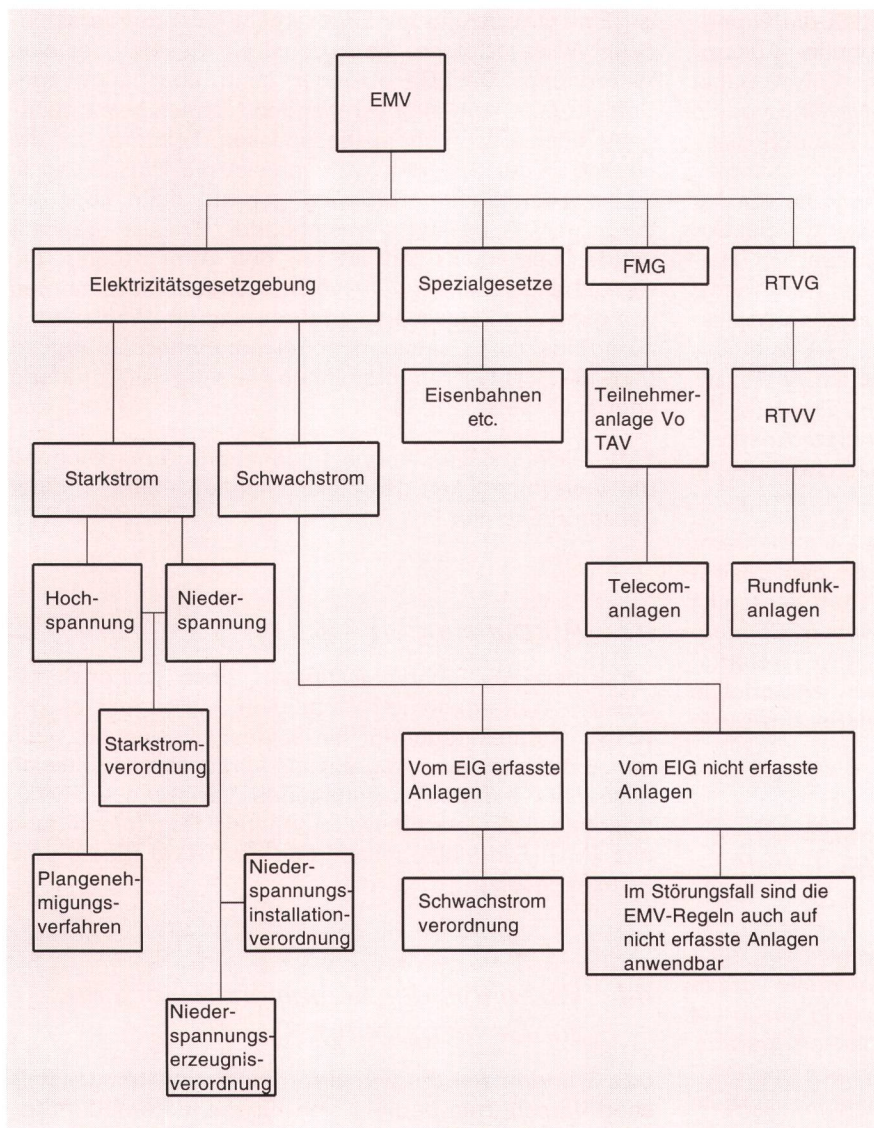 EMV
Elektrizitätsgesetzgebung
Spezialgesetze
FMG
RTVG
Eisenbahnen
etc.
Teilnehmer-
anlage Vo
TAV
RTVV
Starkstrom
Schwachstrom
Hoch-
spannung
Nieder-
spannung
Telecom-
anlagen
Rundfunk-
anlagen
Starkstrom-
verordnung
Vom EIG erfasste
Anlagen
Vom EIG nicht erfasste
Anlagen
Plangeneh-
migungs-
verfahren
Nieder-
spannungs-
installation-
verordnung
Schwachstrom
verordnung
Im Störungsfall sind die
EMV-Regeln auch auf
nicht erfasste Anlagen
anwendbar
Nieder-
spannungs-
erzeugnis-
verordnung